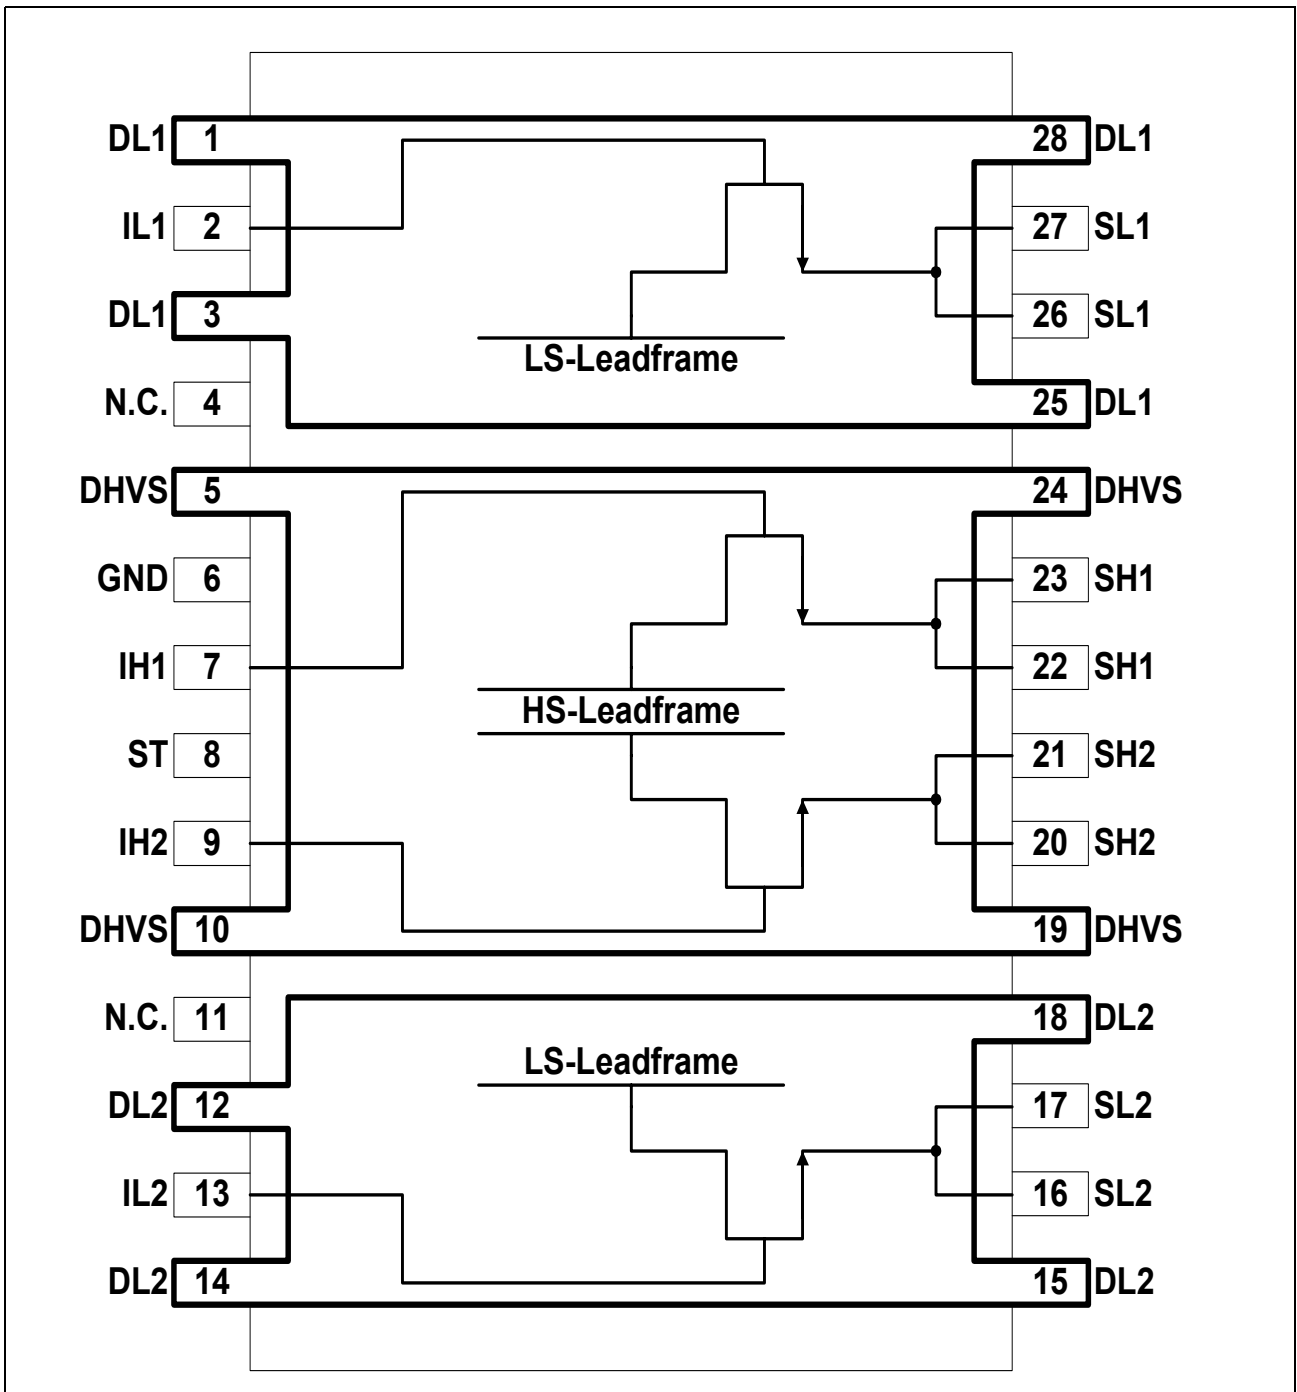 DL1 1 28 DL1
IL1 2 27 SL1
DL1 3 26 SL1
LS-Leadframe
N.C. 4 25 DL1
DHVS 5 24 DHVS
GND 6 23 SH1
IH1 7 22 SH1
HS-Leadframe
ST 8 21 SH2
IH2 9 20 SH2
DHVS 10 19 DHVS
N.C. 11 18 DL2
LS-Leadframe
DL2 12 17 SL2
IL2 13 16 SL2
DL2 14 15 DL2